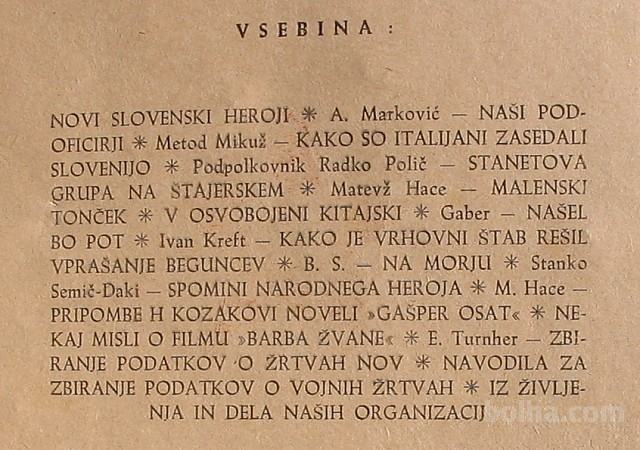 VSEBINA:
NOVI SLOVENSKI HEROJI ✳ A. Marković — NAŠI POD-
OFICIRJI ✳ Metod Mikuž — KAKO SO ITALIJANI ZASEDALI
SLOVENIJO ✳ Podpolkovnik Radko Polič — STANETOVA
GRUPA NA ŠTAJERSKEM ✳ Matevž Hace — MALENSKI
TONČEK ✳ V OSVOBOJENI KITAJSKI ✳ Gaber — NAŠEL
BO POT ✳ Ivan Kreft — KAKO JE VRHOVNI ŠTAB REŠIL
VPRAŠANJE BEGUNCEV ✳ B. S. — NA MORJU ✳ Stanko
Semič-Daki — SPOMINI NARODNEGA HEROJA ✳ M. Hace —
PRIPOMBE H KOZAKOVI NOVELI »GAŠPER OSAT« ✳ NE-
KAJ MISLI O FILMU »BARBA ŽVANE« ✳ E. Turnher — ZBI-
RANJE PODATKOV O ŽRTVAH NOV ✳ NAVODILA ZA
ZBIRANJE PODATKOV O VOJNIH ŽRTVAH ✳ IZ ŽIVLJE-
NJA IN DELA NAŠIH ORGANIZACIJ
bolha.com